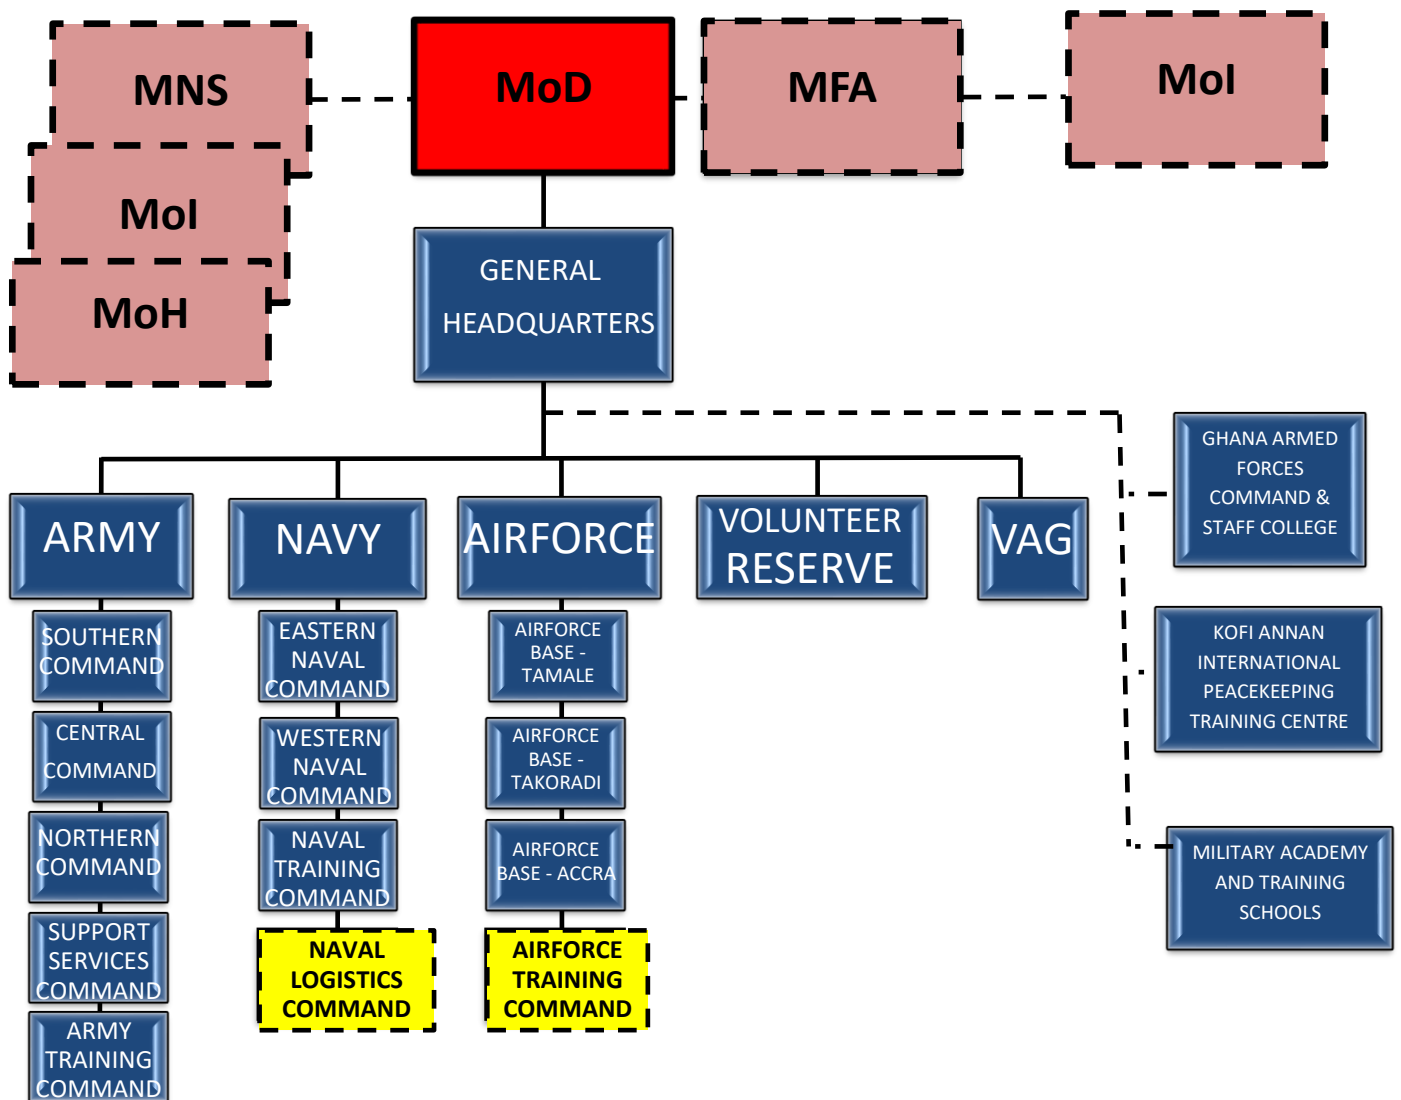 MNS
MoD
MFA
MoI
MoI
MoH
GENERAL
HEADQUARTERS
ARMY
NAVY
AIRFORCE
VOLUNTEER
RESERVE
VAG
SOUTHERN
COMMAND
CENTRAL
COMMAND
NORTHERN
COMMAND
SUPPORT
SERVICES
COMMAND
ARMY
TRAINING
COMMAND
EASTERN
NAVAL
COMMAND
WESTERN
NAVAL
COMMAND
NAVAL
TRAINING
COMMAND
NAVAL
LOGISTICS
COMMAND
AIRFORCE
BASE -
TAMALE
AIRFORCE
BASE -
TAKORADI
AIRFORCE
BASE - ACCRA
AIRFORCE
TRAINING
COMMAND
GHANA ARMED
FORCES
COMMAND &
STAFF COLLEGE
KOFI ANNAN
INTERNATIONAL
PEACEKEEPING
TRAINING CENTRE
MILITARY ACADEMY
AND TRAINING
SCHOOLS